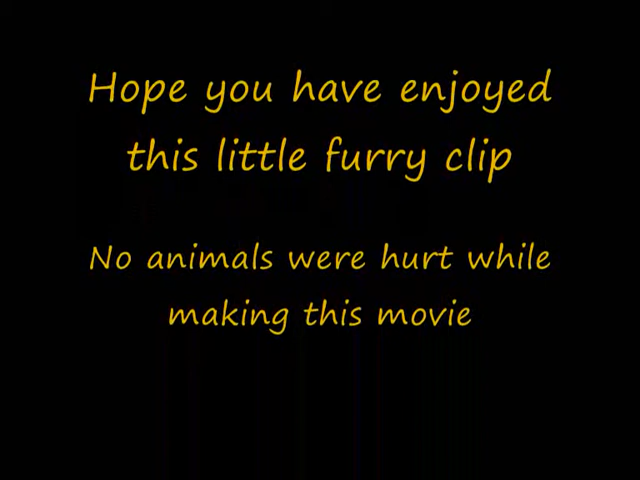 Hope you have enjoyed
this little furry clip
No animals were hurt while
making this movie